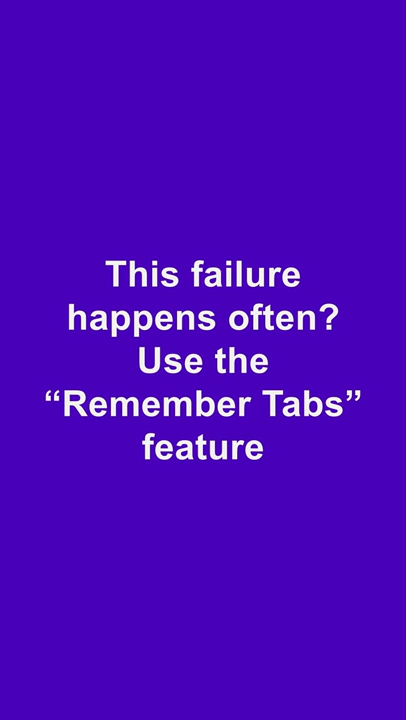 This failure
happens often?
Use the
“Remember Tabs”
feature